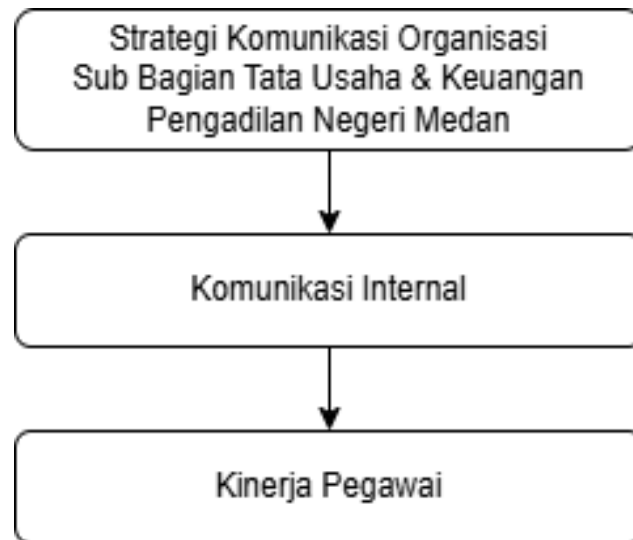 Strategi Komunikasi Organisasi
Sub Bagian Tata Usaha & Keuangan
Pengadilan Negeri Medan
Komunikasi Internal
Kinerja Pegawai